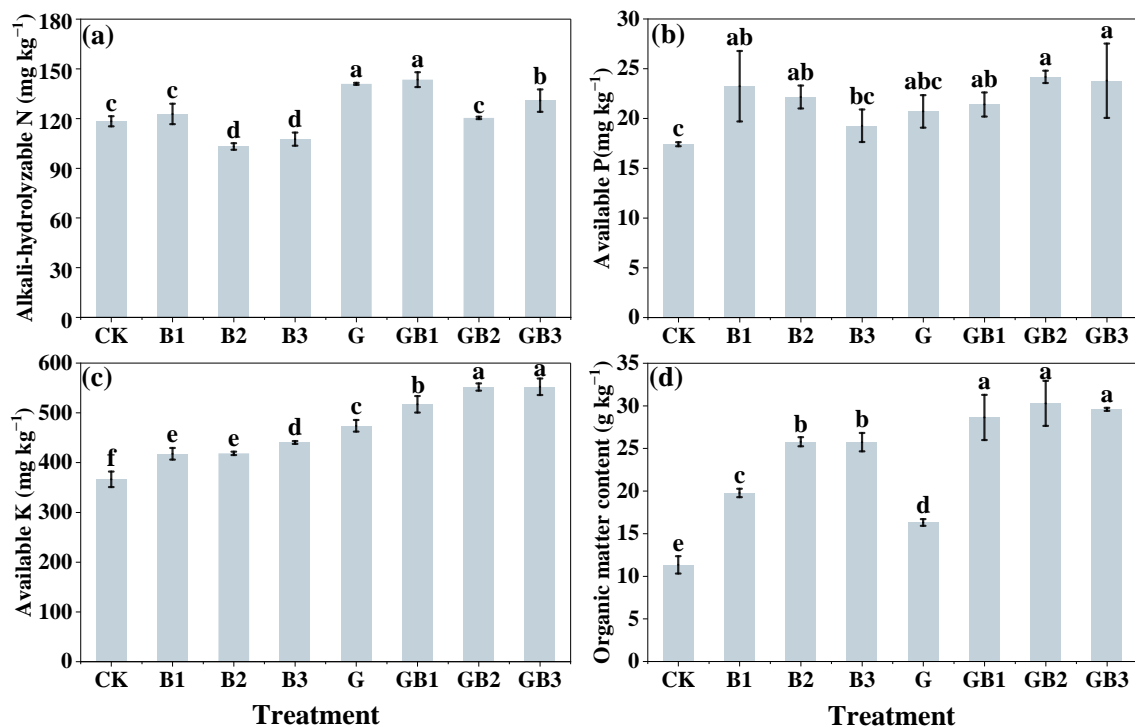 (a)
Alkali-hydrolyzable N (mg kg⁻¹)
180
150
120
90
60
30
0
c
c
d
d
a
a
c
b
CK B1 B2 B3 G GB1 GB2 GB3
(b)
Available P(mg kg⁻¹)
30
25
20
15
10
5
0
c
ab
ab
bc
abc
ab
a
a
CK B1 B2 B3 G GB1 GB2 GB3
(c)
Available K (mg kg⁻¹)
600
500
400
300
200
100
0
f
e
e
d
c
b
a
a
CK B1 B2 B3 G GB1 GB2 GB3
Treatment
(d)
Organic matter content (g kg⁻¹)
35
30
25
20
15
10
5
0
e
c
b
b
d
a
a
a
CK B1 B2 B3 G GB1 GB2 GB3
Treatment